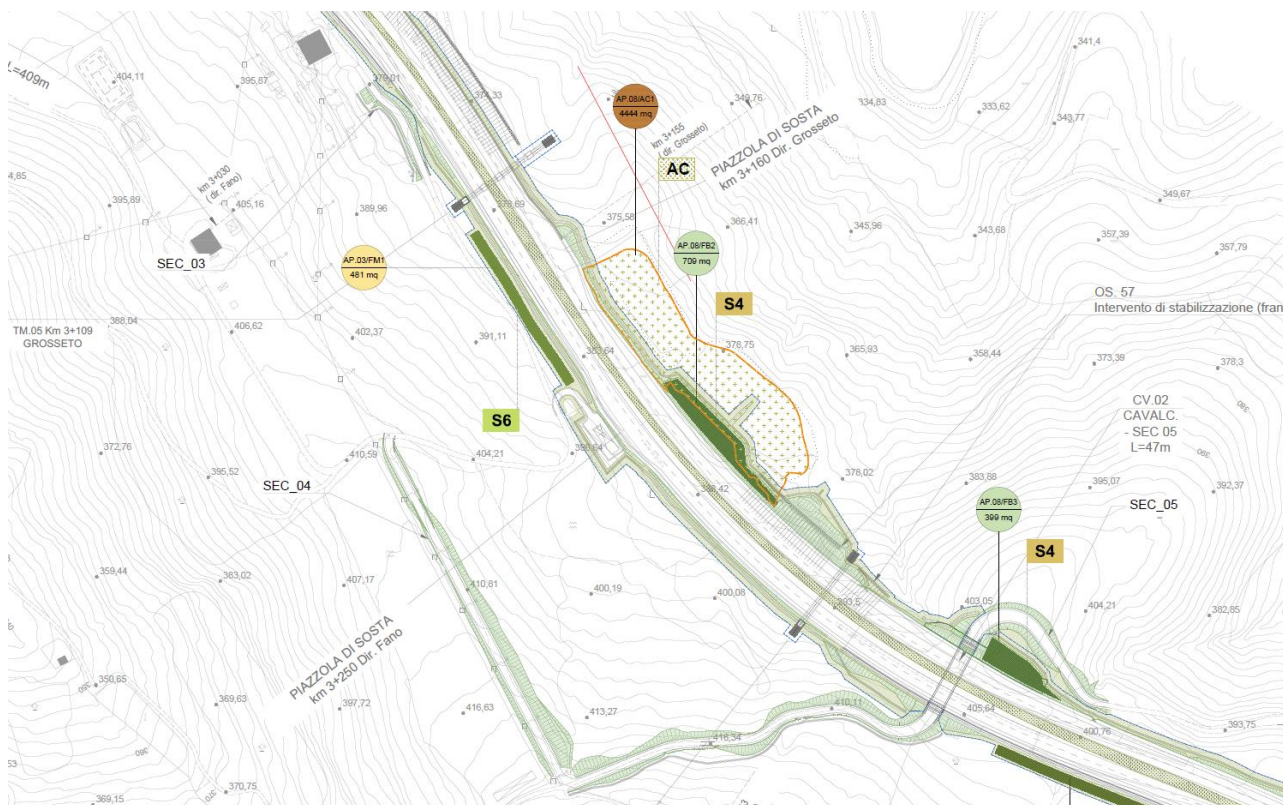 L=409m
404,11
395,67
379,01
374,33
341,4
AP.08/AC1
4444 mq
349,76
334,83
333,62
343,77
km 3+155
(dir. Grosseto)
PIAZZOLA DI SOSTA
km 3+160 Dir. Grosseto
AC
km 3+030
(dir. Fano)
395,89
405,16
389,96
378,69
375,58
366,41
345,96
343,68
349,67
357,39
357,79
SEC_03
AP.03/FM1
481 mq
AP.08/FB2
709 mq
S4
OS. 57
Intervento di stabilizzazione (fran
TM.05 Km 3+109
GROSSETO
388,04
406,62
402,37
391,11
383,64
378,75
365,93
358,44
373,39
378,3
CV.02
CAVALC.
- SEC 05
L=47m
380
390
S6
372,76
395,52
410,59
404,21
390,64
378,02
383,88
395,07
392,37
SEC_04
388,42
AP.08/FB3
399 mq
SEC_05
S4
359,44
383,02
407,17
410,81
400,19
400,08
393,5
403,05
404,21
382,85
PIAZZOLA DI SOSTA
km 3+250 Dir. Fano
350,65
360
369,63
397,72
416,63
413,27
410,11
405,64
400,76
393,75
416,34
360
370,75
370
369,15